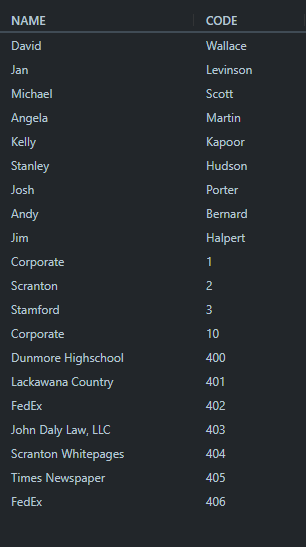 NAME CODE
David Wallace
Jan Levinson
Michael Scott
Angela Martin
Kelly Kapoor
Stanley Hudson
Josh Porter
Andy Bernard
Jim Halpert
Corporate 1
Scranton 2
Stamford 3
Corporate 10
Dunmore Highschool 400
Lackawana Country 401
FedEx 402
John Daly Law, LLC 403
Scranton Whitepages 404
Times Newspaper 405
FedEx 406